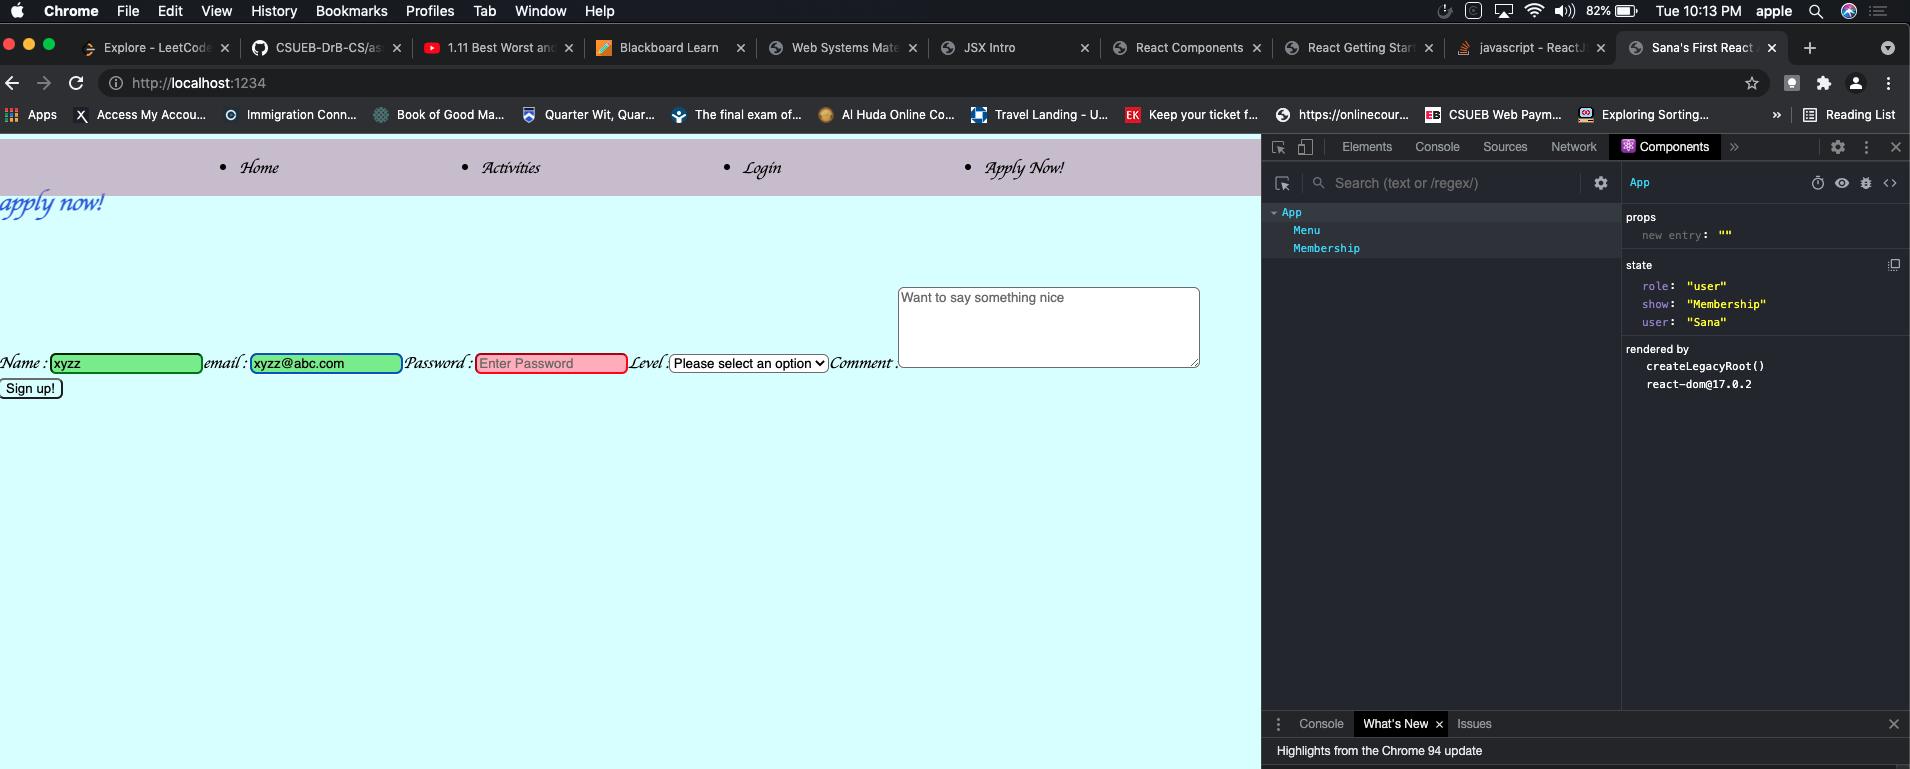 Chrome File Edit View History Bookmarks Profiles Tab Window Help 82% Tue 10:13 PM apple
Explore - LeetCode CSUEB-DrB-CS/as 1.11 Best Worst and Blackboard Learn Web Systems Mate JSX Intro React Components React Getting Star javascript - ReactJ Sana's First React
http://localhost:1234
Apps Access My Accou... Immigration Conn... Book of Good Ma... Quarter Wit, Quar... The final exam of... Al Huda Online Co... Travel Landing - U... EK Keep your ticket f... https://onlinecour... EB CSUEB Web Paym... Exploring Sorting... » Reading List
Home Activities Login Apply Now!
apply now!
Want to say something nice
Name : xyzz email : xyzz@abc.com Password : Enter Password Level : Please select an option Comment :
Sign up!
Elements Console Sources Network Components »
Search (text or /regex/)
App
Menu
Membership
App
props
new entry: ""
state
role: "user"
show: "Membership"
user: "Sana"
rendered by
createLegacyRoot()
react-dom@17.0.2
Console What's New Issues
Highlights from the Chrome 94 update